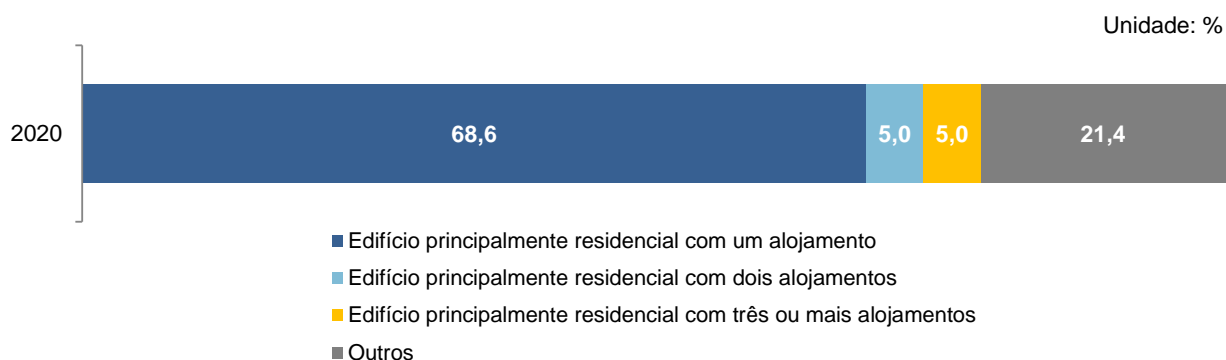 Unidade: %
2020
68,6 5,0 5,0 21,4
Edifício principalmente residencial com um alojamento
Edifício principalmente residencial com dois alojamentos
Edifício principalmente residencial com três ou mais alojamentos
Outros